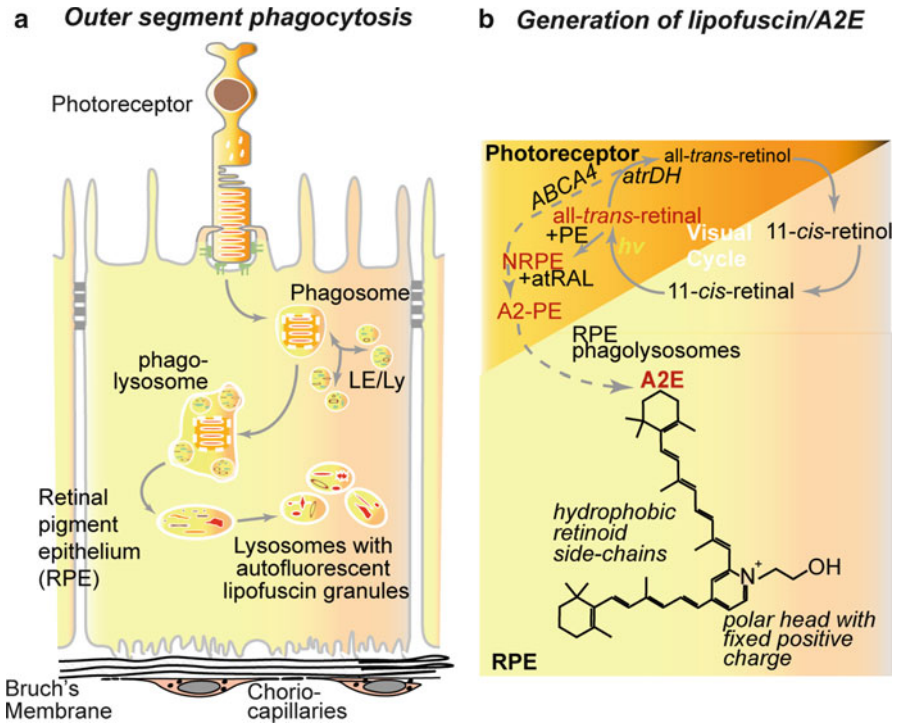 a Outer segment phagocytosis
Photoreceptor
Phagosome
phago-
lysosome
LE/Ly
Retinal
pigment
epithelium
(RPE)
Lysosomes with
autofluorescent
lipofuscin granules
Bruch's
Membrane
Chorio-
capillaries
b Generation of lipofuscin/A2E
Photoreceptor
all-trans-retinol
ABCA4
atrDH
all-trans-retinal
+PE
hv
Visual
Cycle
11-cis-retinol
NRPE
+atRAL
11-cis-retinal
A2-PE
RPE
phagolysosomes
A2E
hydrophobic
retinoid
side-chains
N+
OH
polar head with
fixed positive
charge
RPE